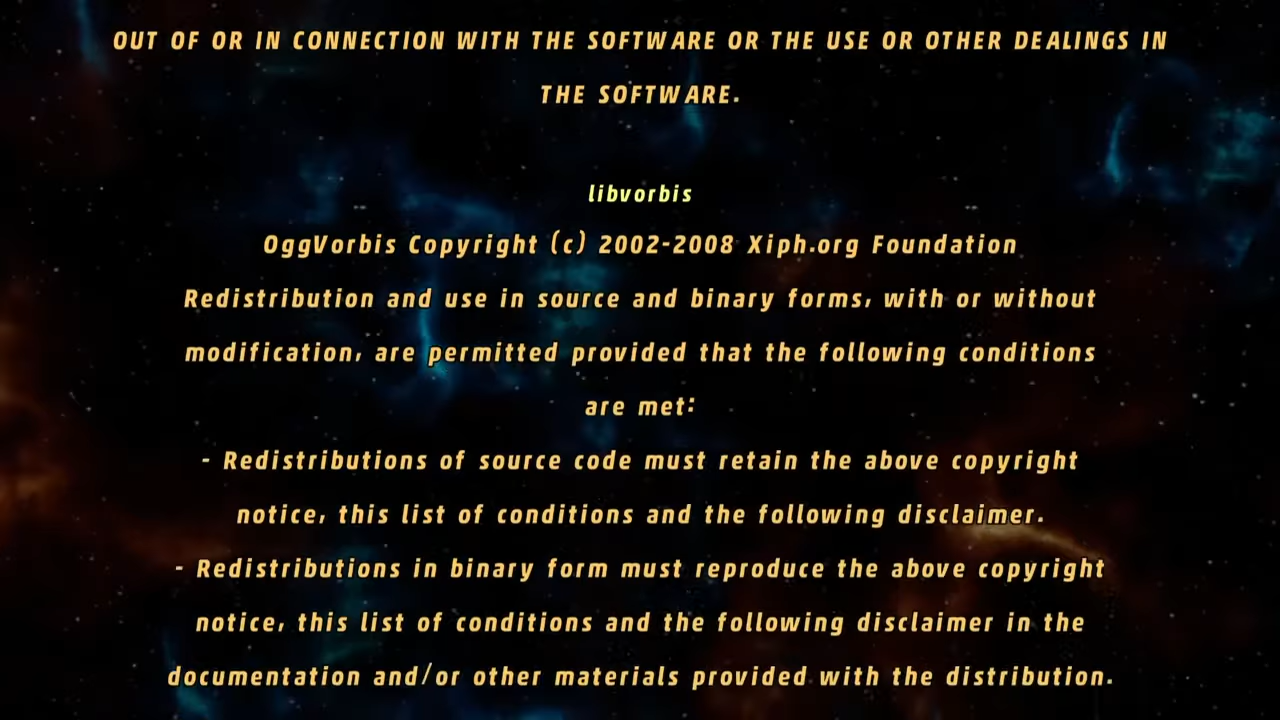 OUT OF OR IN CONNECTION WITH THE SOFTWARE OR THE USE OR OTHER DEALINGS IN
THE SOFTWARE.
libvorbis
OggVorbis Copyright (c) 2002-2008 Xiph.org Foundation
Redistribution and use in source and binary forms, with or without
modification, are permitted provided that the following conditions
are met:
- Redistributions of source code must retain the above copyright
notice, this list of conditions and the following disclaimer.
- Redistributions in binary form must reproduce the above copyright
notice, this list of conditions and the following disclaimer in the
documentation and/or other materials provided with the distribution.